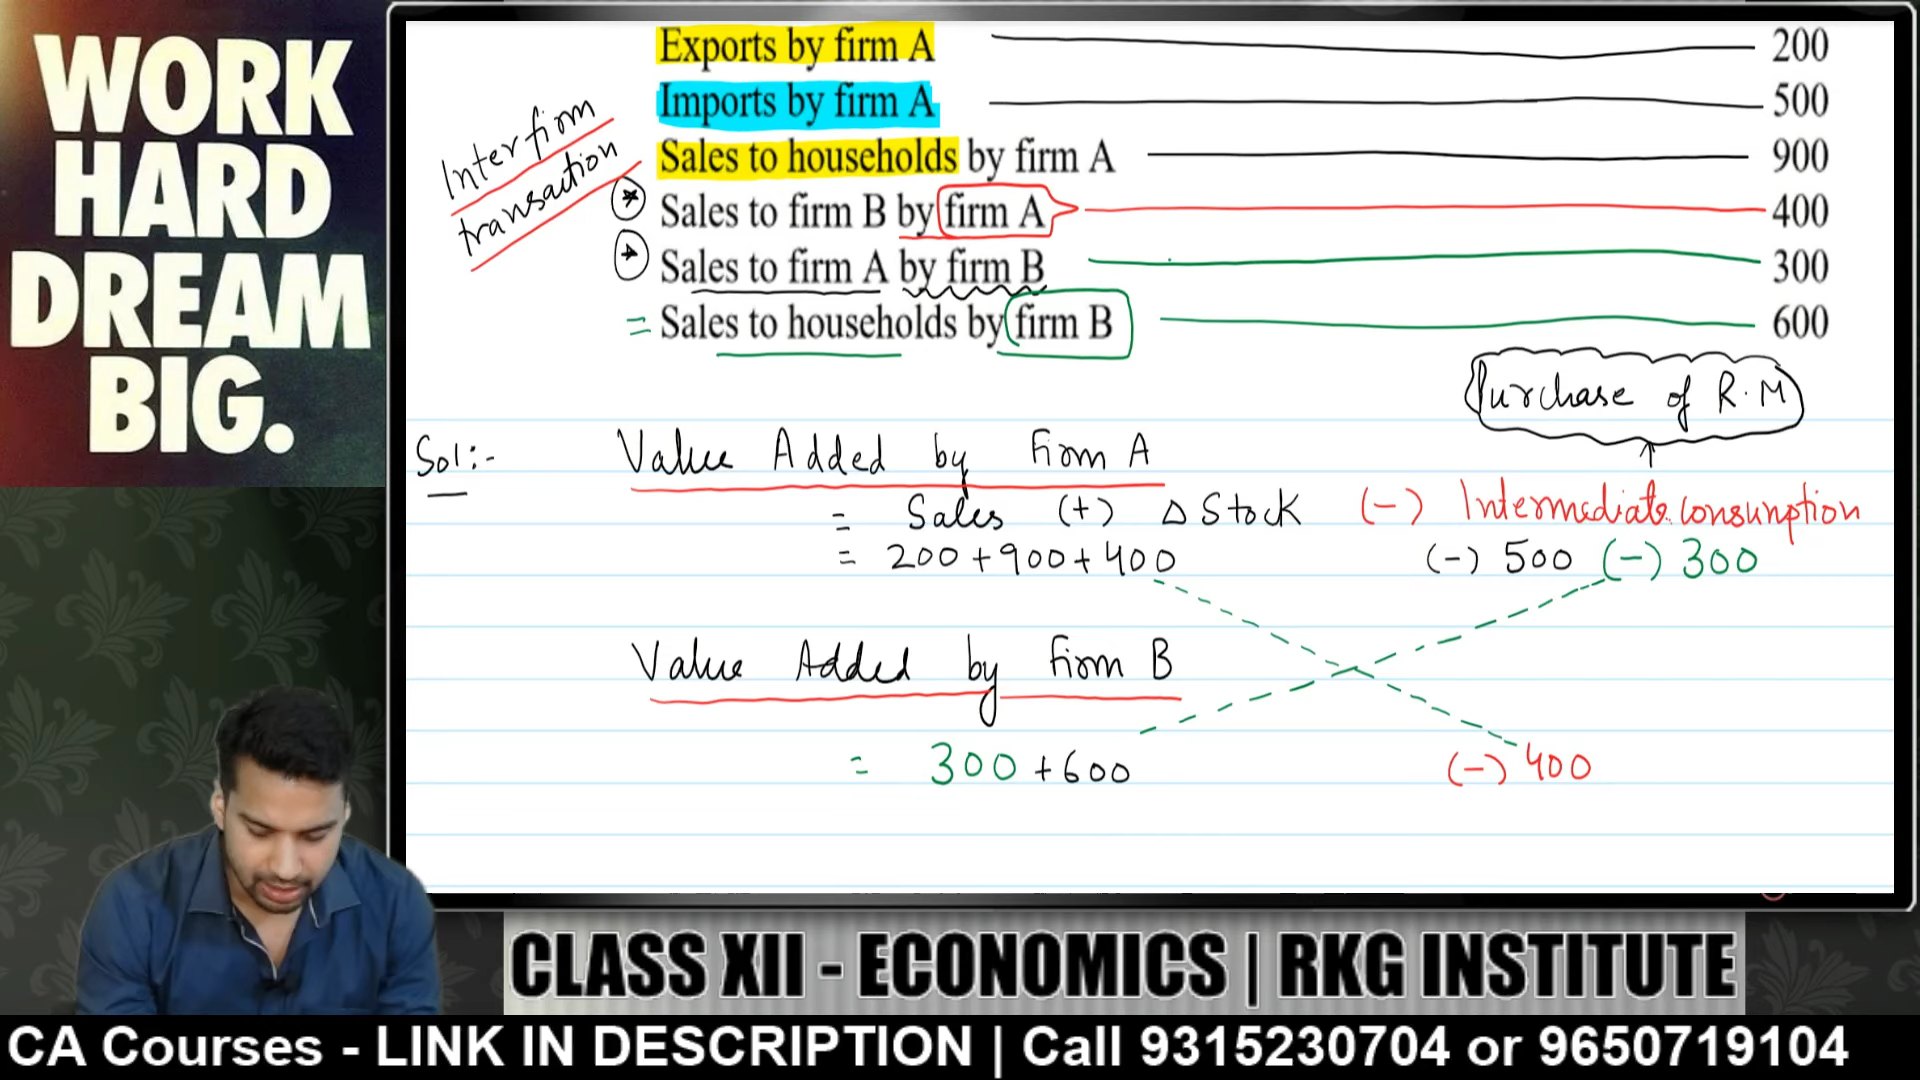 WORK
HARD
DREAM
BIG.
Exports by firm A 200
Imports by firm A 500
Sales to households by firm A 900
Sales to firm B by firm A 400
Sales to firm A by firm B 300
= Sales to households by firm B 600
Interfirm
transaction
Purchase of R.M
Sol:- Value Added by Firm A
= Sales (+) Δ Stock (-) Intermediate consumption
= 200+900+400 (-) 500 (-) 300
Value Added by Firm B
= 300 +600 (-) 400
CLASS XII - ECONOMICS | RKG INSTITUTE
CA Courses - LINK IN DESCRIPTION | Call 9315230704 or 9650719104